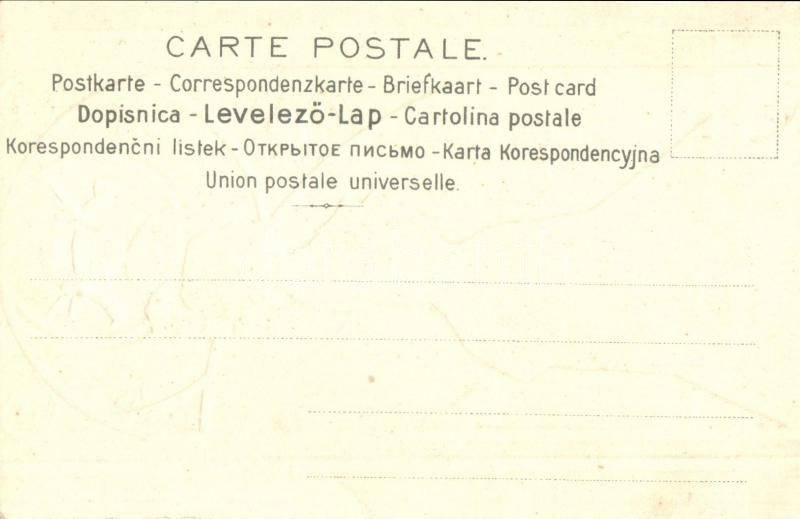 CARTE POSTALE.
Postkarte - Correspondenzkarte - Briefkaart - Post card
Dopisnica - Levelező-Lap - Cartolina postale
Korespondenčni listek - Открытое письмо - Karta Korespondencyjna
Union postale universelle.